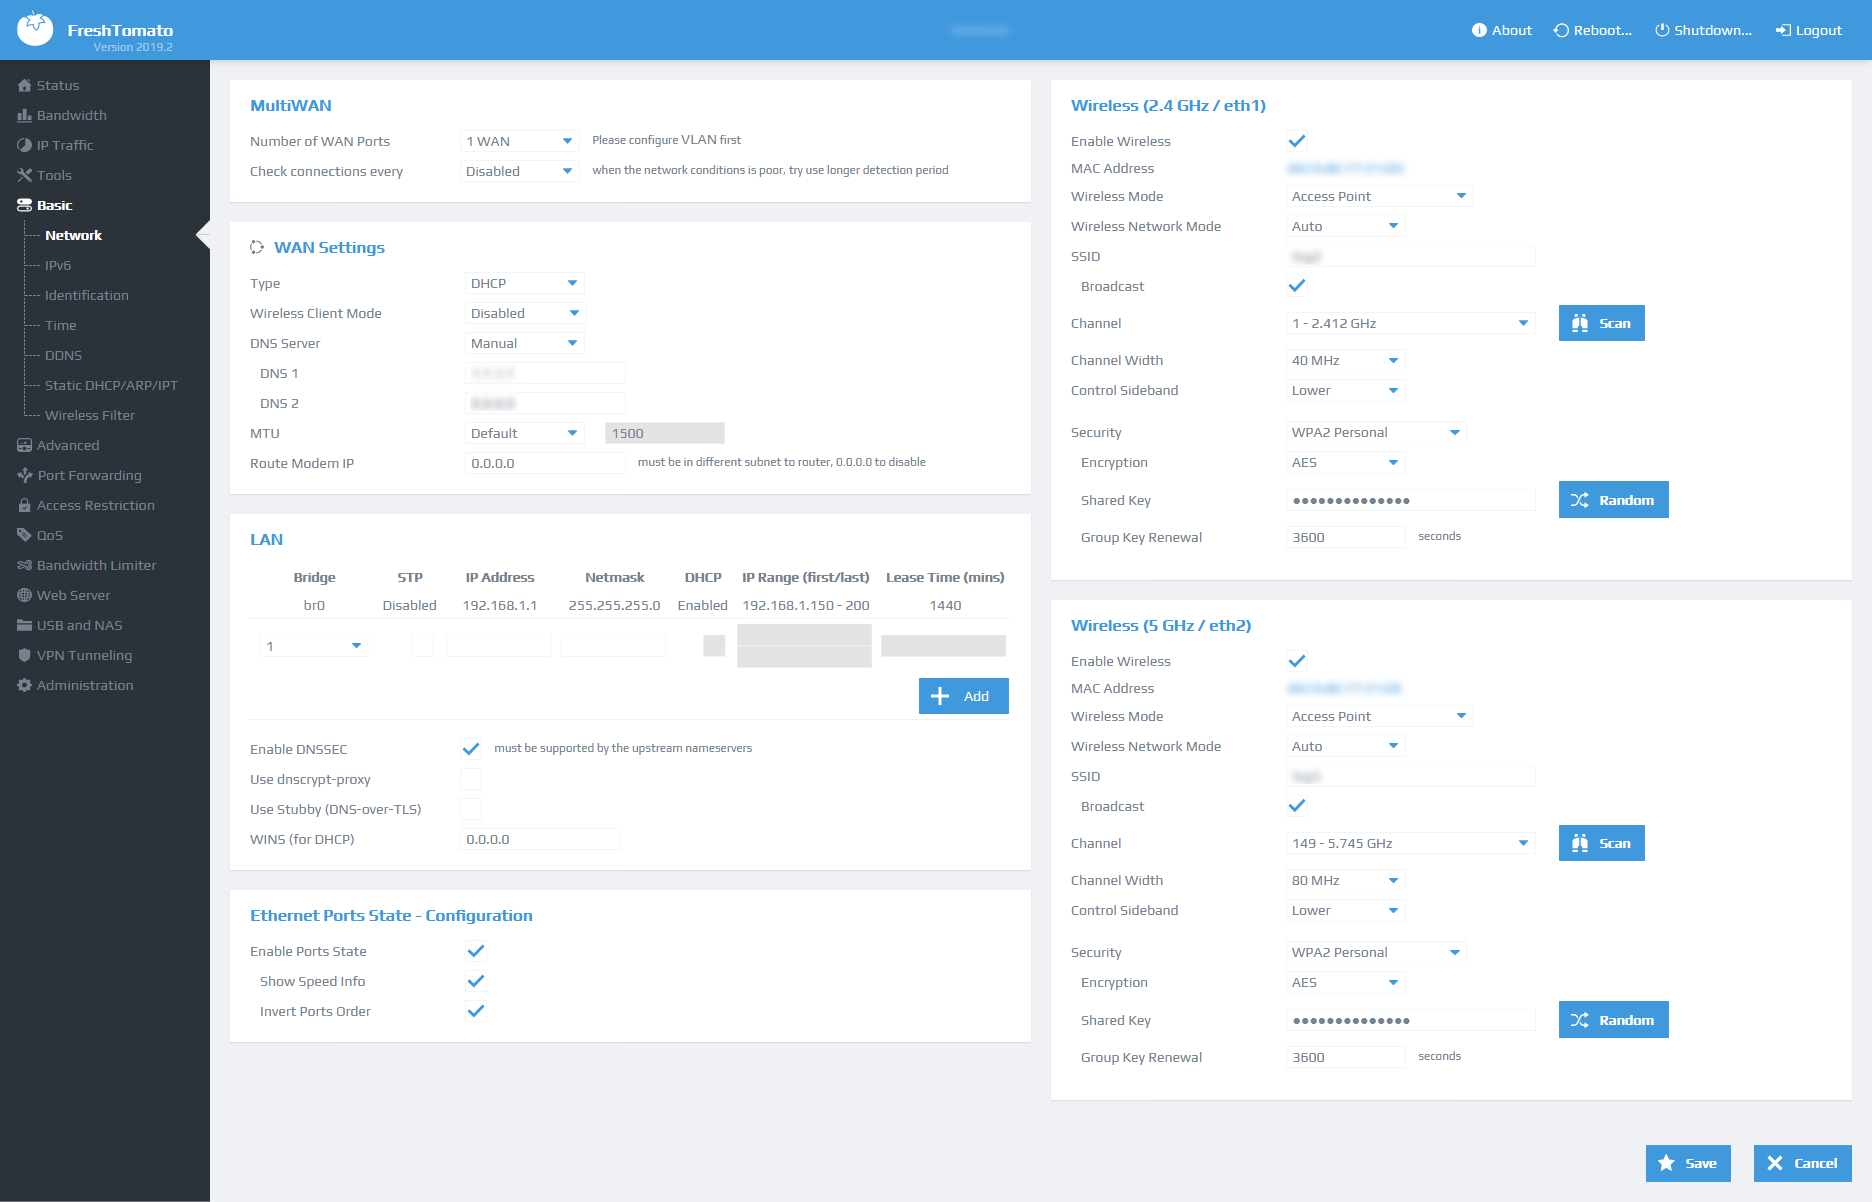 FreshTomato
Version 2019.2
About
Reboot...
Shutdown...
Logout
Status
Bandwidth
IP Traffic
Tools
Basic
Network
IPv6
Identification
Time
DDNS
Static DHCP/ARP/IPT
Wireless Filter
Advanced
Port Forwarding
Access Restriction
QoS
Bandwidth Limiter
Web Server
USB and NAS
VPN Tunneling
Administration
MultiWAN
Number of WAN Ports 1 WAN Please configure VLAN first
Check connections every Disabled when the network conditions is poor, try use longer detection period
WAN Settings
Type DHCP
Wireless Client Mode Disabled
DNS Server Manual
DNS 1
DNS 2
MTU Default 1500
Route Modem IP 0.0.0.0 must be in different subnet to router, 0.0.0.0 to disable
LAN
Bridge STP IP Address Netmask DHCP IP Range (first/last) Lease Time (mins)
br0 Disabled 192.168.1.1 255.255.255.0 Enabled 192.168.1.150 - 200 1440
1
Add
Enable DNSSEC must be supported by the upstream nameservers
Use dnscrypt-proxy
Use Stubby (DNS-over-TLS)
WINS (for DHCP) 0.0.0.0
Ethernet Ports State - Configuration
Enable Ports State
Show Speed Info
Invert Ports Order
Wireless (2.4 GHz / eth1)
Enable Wireless
MAC Address
Wireless Mode Access Point
Wireless Network Mode Auto
SSID
Broadcast
Channel 1 - 2.412 GHz Scan
Channel Width 40 MHz
Control Sideband Lower
Security WPA2 Personal
Encryption AES
Shared Key •••••••••••••• Random
Group Key Renewal 3600 seconds
Wireless (5 GHz / eth2)
Enable Wireless
MAC Address
Wireless Mode Access Point
Wireless Network Mode Auto
SSID
Broadcast
Channel 149 - 5.745 GHz Scan
Channel Width 80 MHz
Control Sideband Lower
Security WPA2 Personal
Encryption AES
Shared Key •••••••••••••• Random
Group Key Renewal 3600 seconds
Save
Cancel